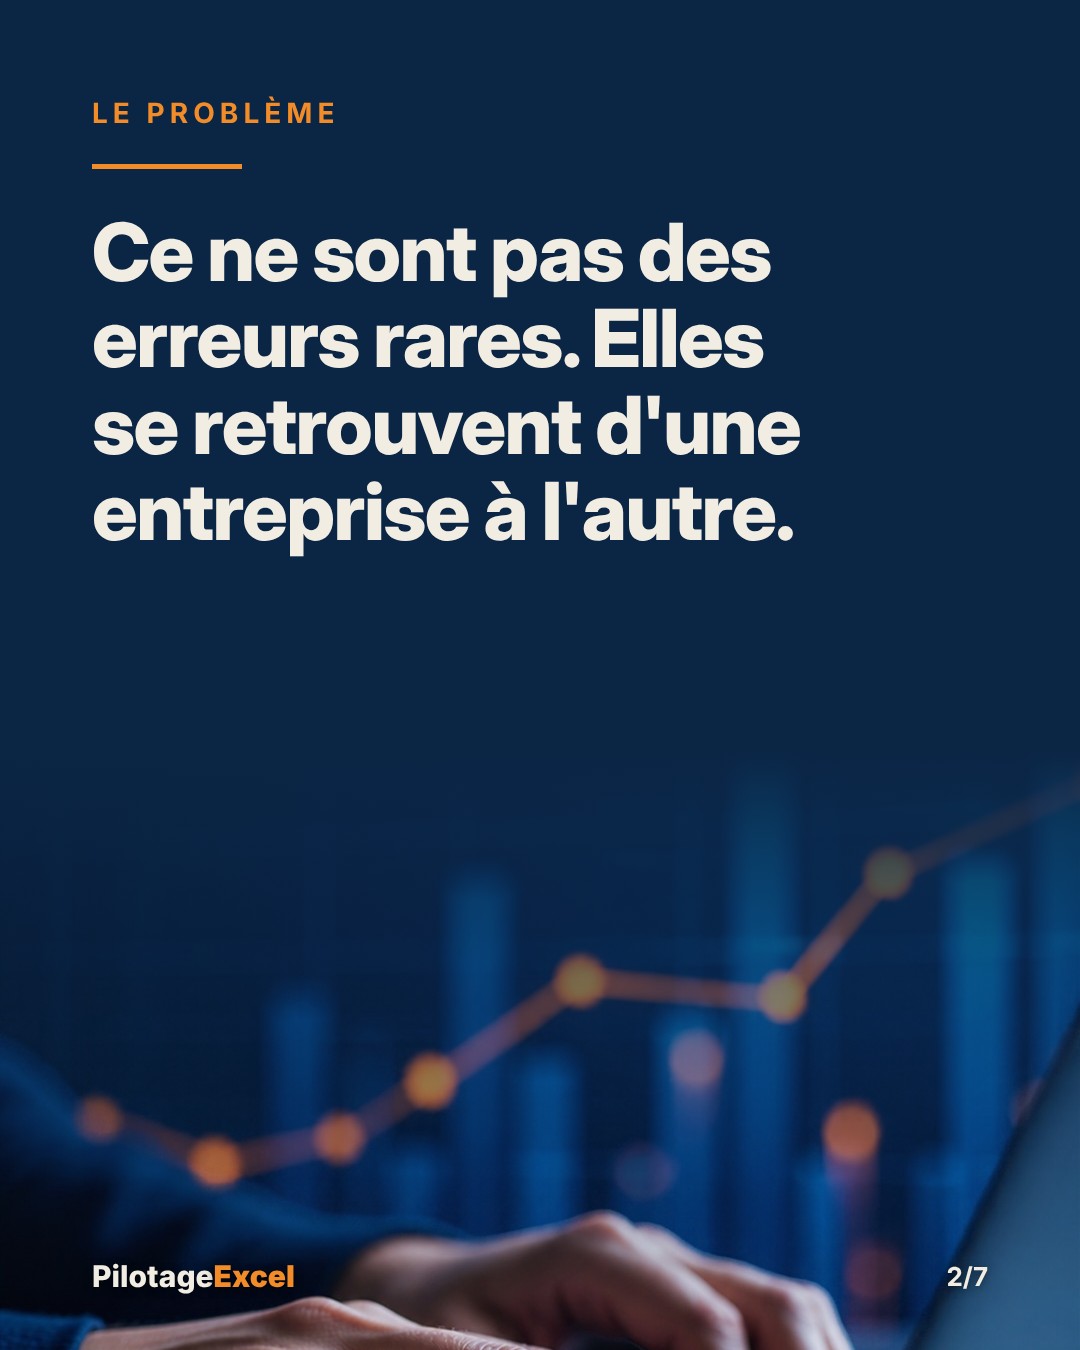 LE PROBLÈME
Ce ne sont pas des
erreurs rares. Elles
se retrouvent d'une
entreprise à l'autre.
PilotageExcel
2/7